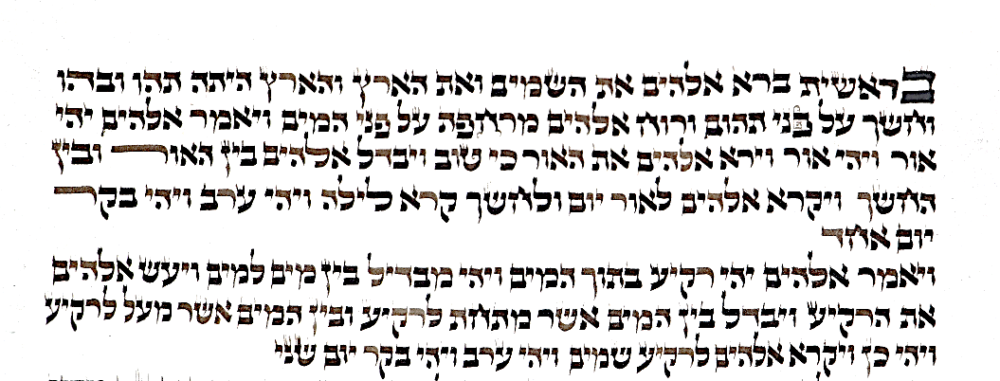 בראשית ברא אלהים את השמים ואת הארץ והארץ היתה תהו ובהו
וחשך על פני תהום ורוח אלהים מרחפת על פני המים ויאמר אלהים יהי
אור ויהי אור וירא אלהים את האור כי טוב ויבדל אלהים בין האור ובין
החשך ויקרא אלהים לאור יום ולחשך קרא לילה ויהי ערב ויהי בקר
יום אחד
ויאמר אלהים יהי רקיע בתוך המים ויהי מבדיל בין מים למים ויעש אלהים
את הרקיע ויבדל בין המים אשר מתחת לרקיע ובין המים אשר מעל לרקיע
ויהי כן ויקרא אלהים לרקיע שמים ויהי ערב ויהי בקר יום שני